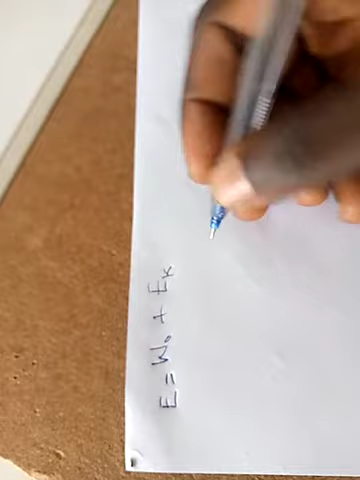 E = W₀ + Eₖ